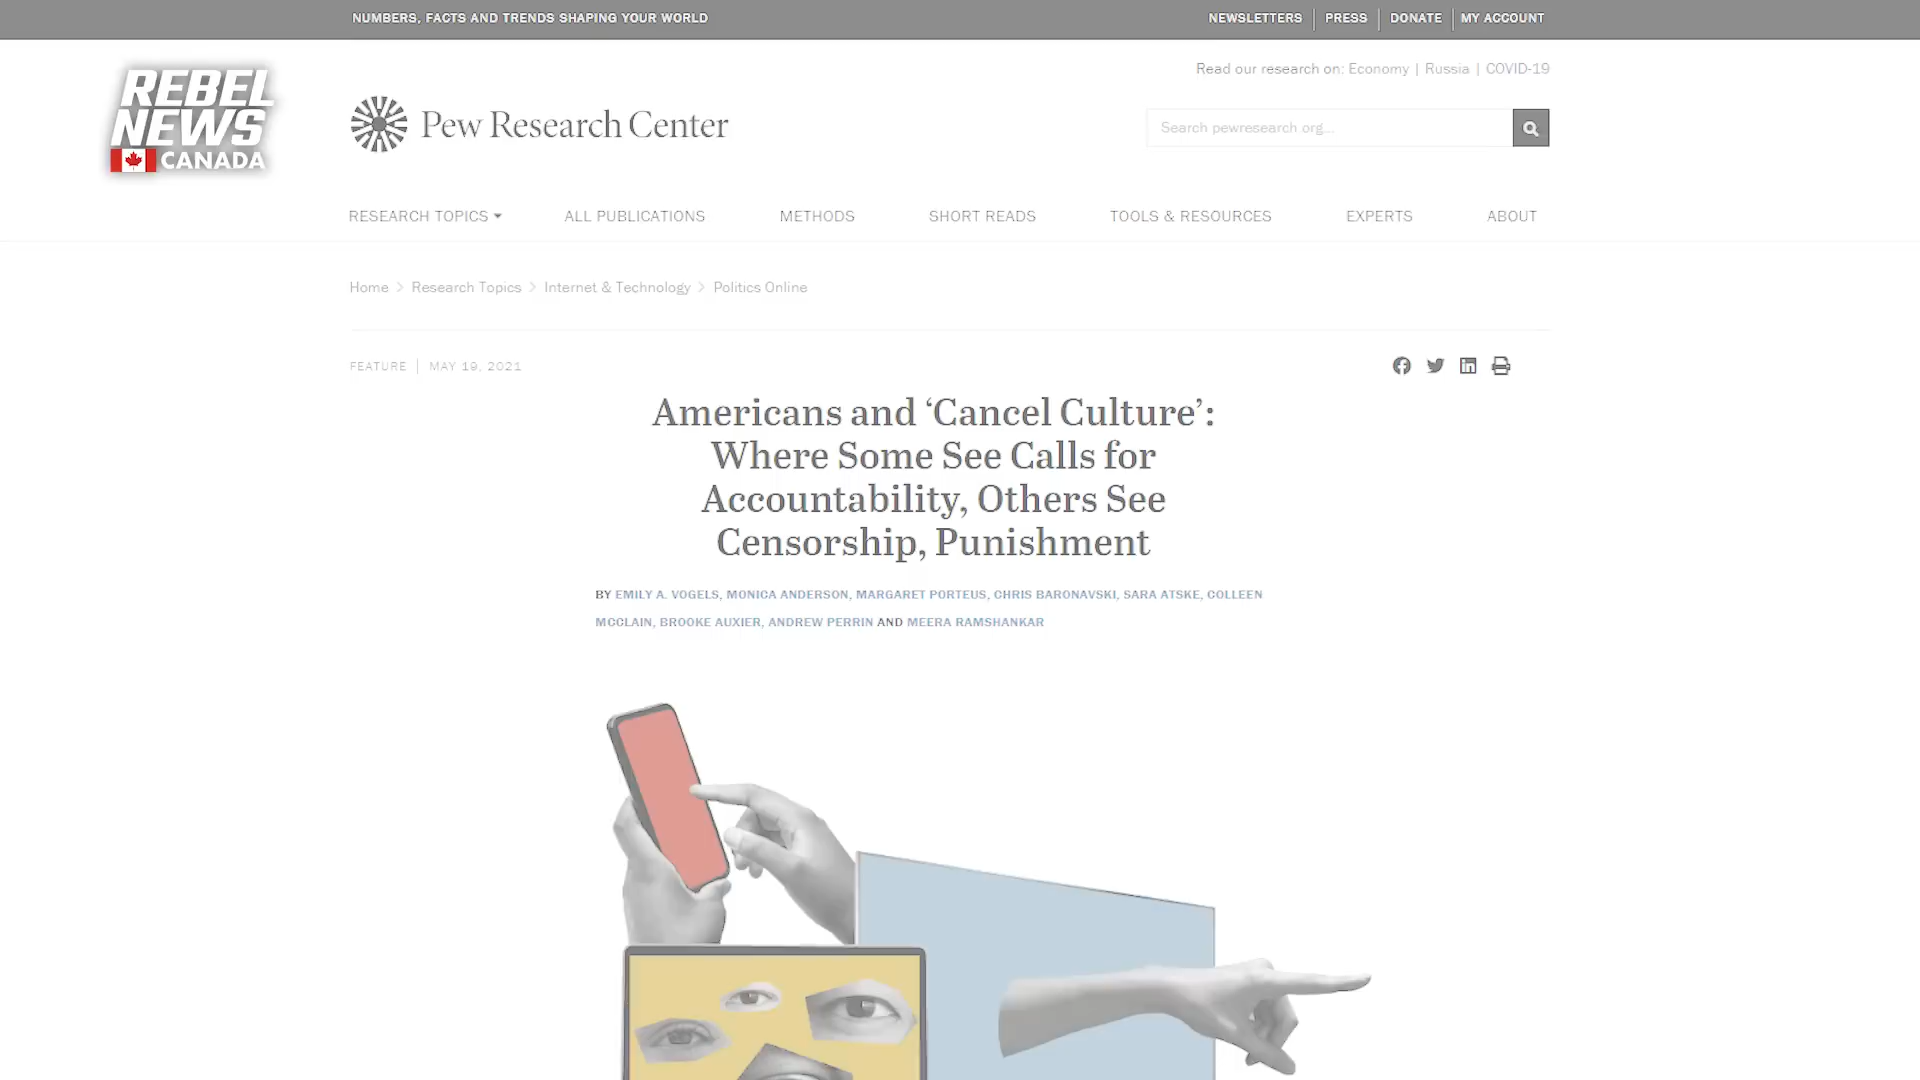 NUMBERS, FACTS AND TRENDS SHAPING YOUR WORLD
NEWSLETTERS
PRESS
DONATE
MY ACCOUNT
REBEL
NEWS
CANADA
Pew Research Center
Read our research on: Economy | Russia | COVID-19
Search pewresearch.org...
RESEARCH TOPICS
ALL PUBLICATIONS
METHODS
SHORT READS
TOOLS & RESOURCES
EXPERTS
ABOUT
Home
Research Topics
Internet & Technology
Politics Online
FEATURE | MAY 19, 2021
Americans and ‘Cancel Culture’:
Where Some See Calls for
Accountability, Others See
Censorship, Punishment
BY EMILY A. VOGELS, MONICA ANDERSON, MARGARET PORTEUS, CHRIS BARONAVSKI, SARA ATSKE, COLLEEN
MCCLAIN, BROOKE AUXIER, ANDREW PERRIN AND MEERA RAMSHANKAR